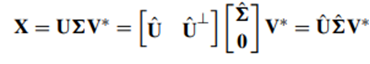 X = UΣV* = [Û Û⊥] [Σ̂ 0] V* = ÛΣ̂V*